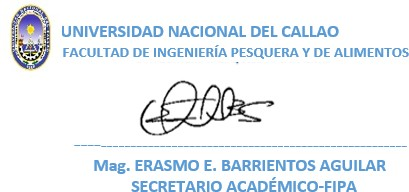 UNIVERSIDAD NACIONAL DEL CALLAO
FACULTAD DE INGENIERÍA PESQUERA Y DE ALIMENTOS
Mag. ERASMO E. BARRIENTOS AGUILAR
SECRETARIO ACADÉMICO-FIPA